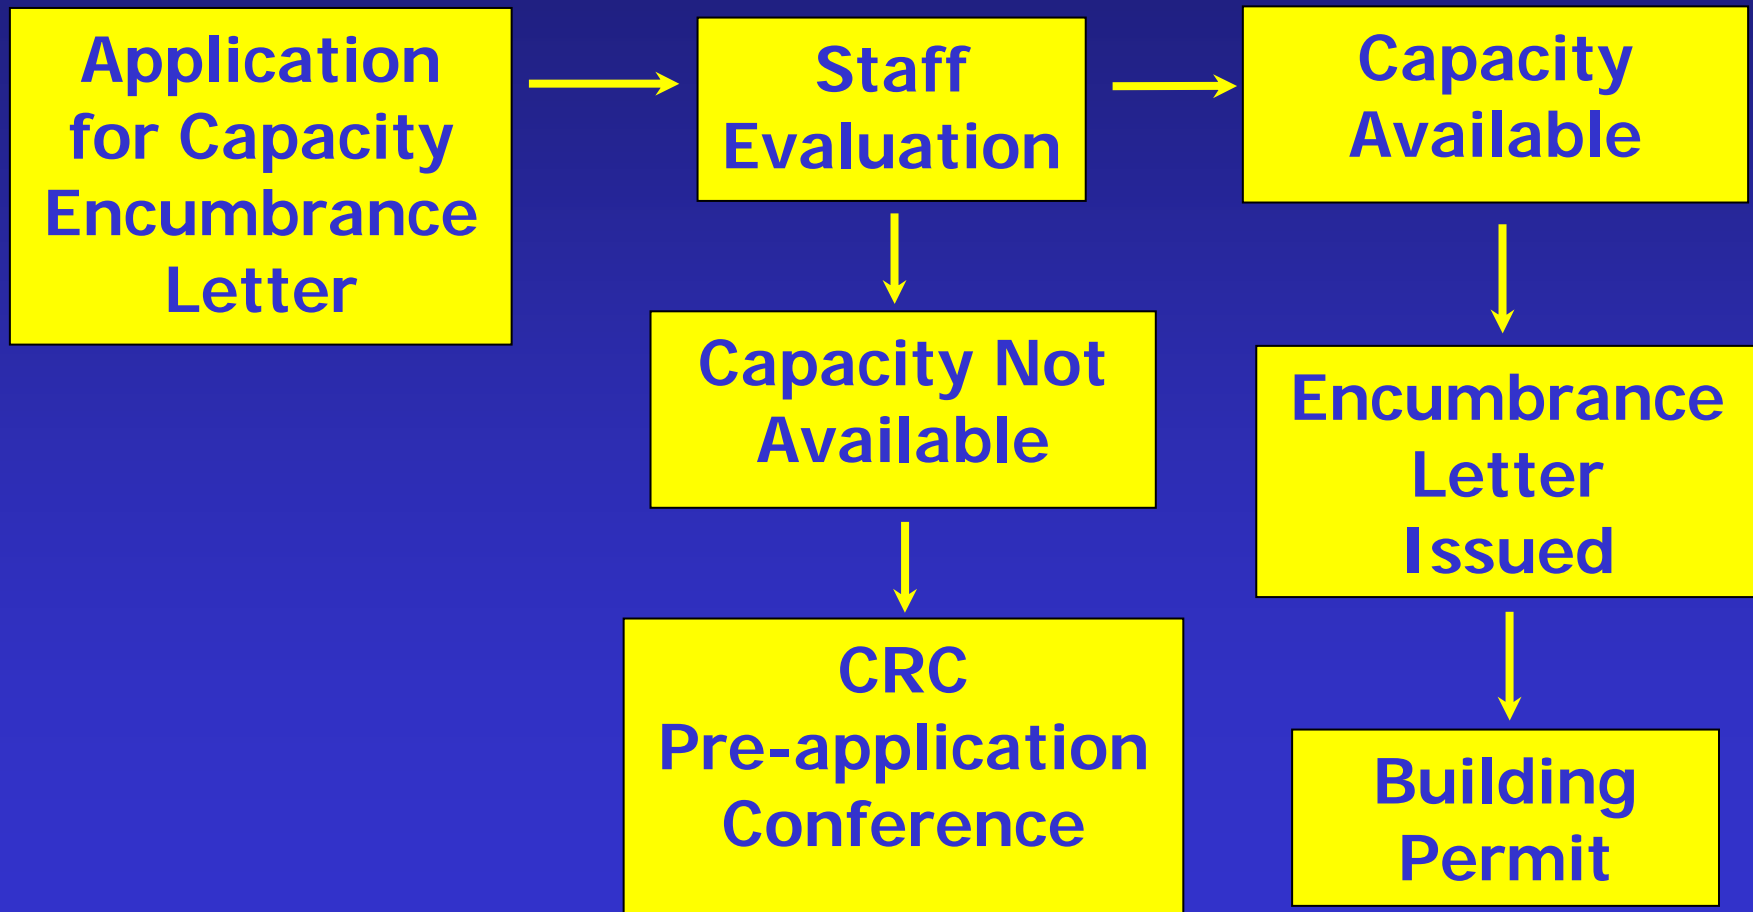 Application
for Capacity
Encumbrance
Letter
Staff
Evaluation
Capacity
Available
Capacity Not
Available
Encumbrance
Letter
Issued
CRC
Pre-application
Conference
Building
Permit